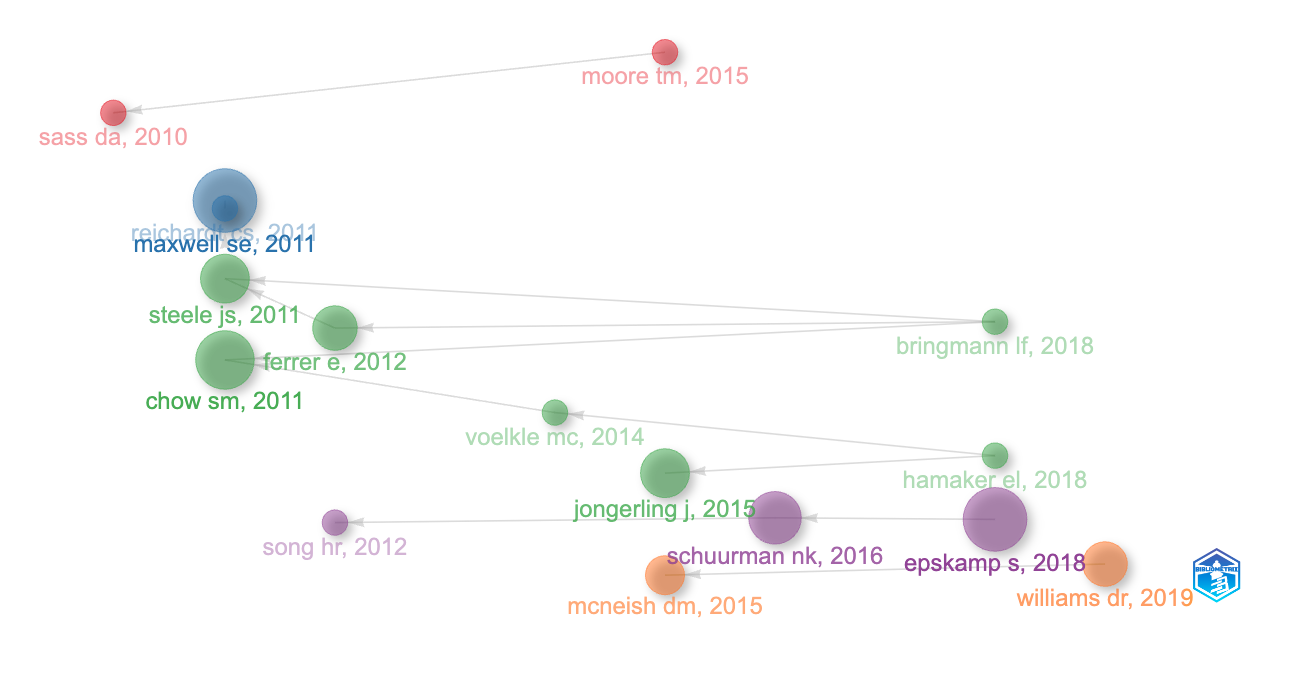 moore tm, 2015
sass da, 2010
reichardt cs, 2011
maxwell se, 2011
steele js, 2011
bringmann lf, 2018
ferrer e, 2012
chow sm, 2011
voelkle mc, 2014
hamaker el, 2018
jongerling j, 2015
song hr, 2012
schuurman nk, 2016
epskamp s, 2018
BIBLIOMETRIX
williams dr, 2019
mcneish dm, 2015